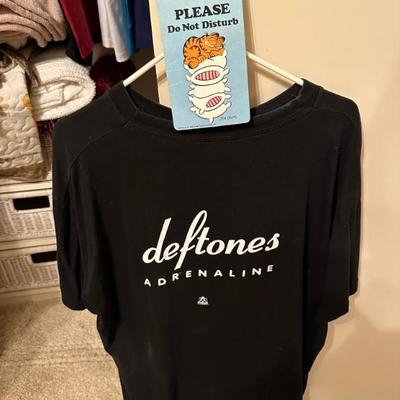 PLEASE
Do Not Disturb
deftones
ADRENALINE